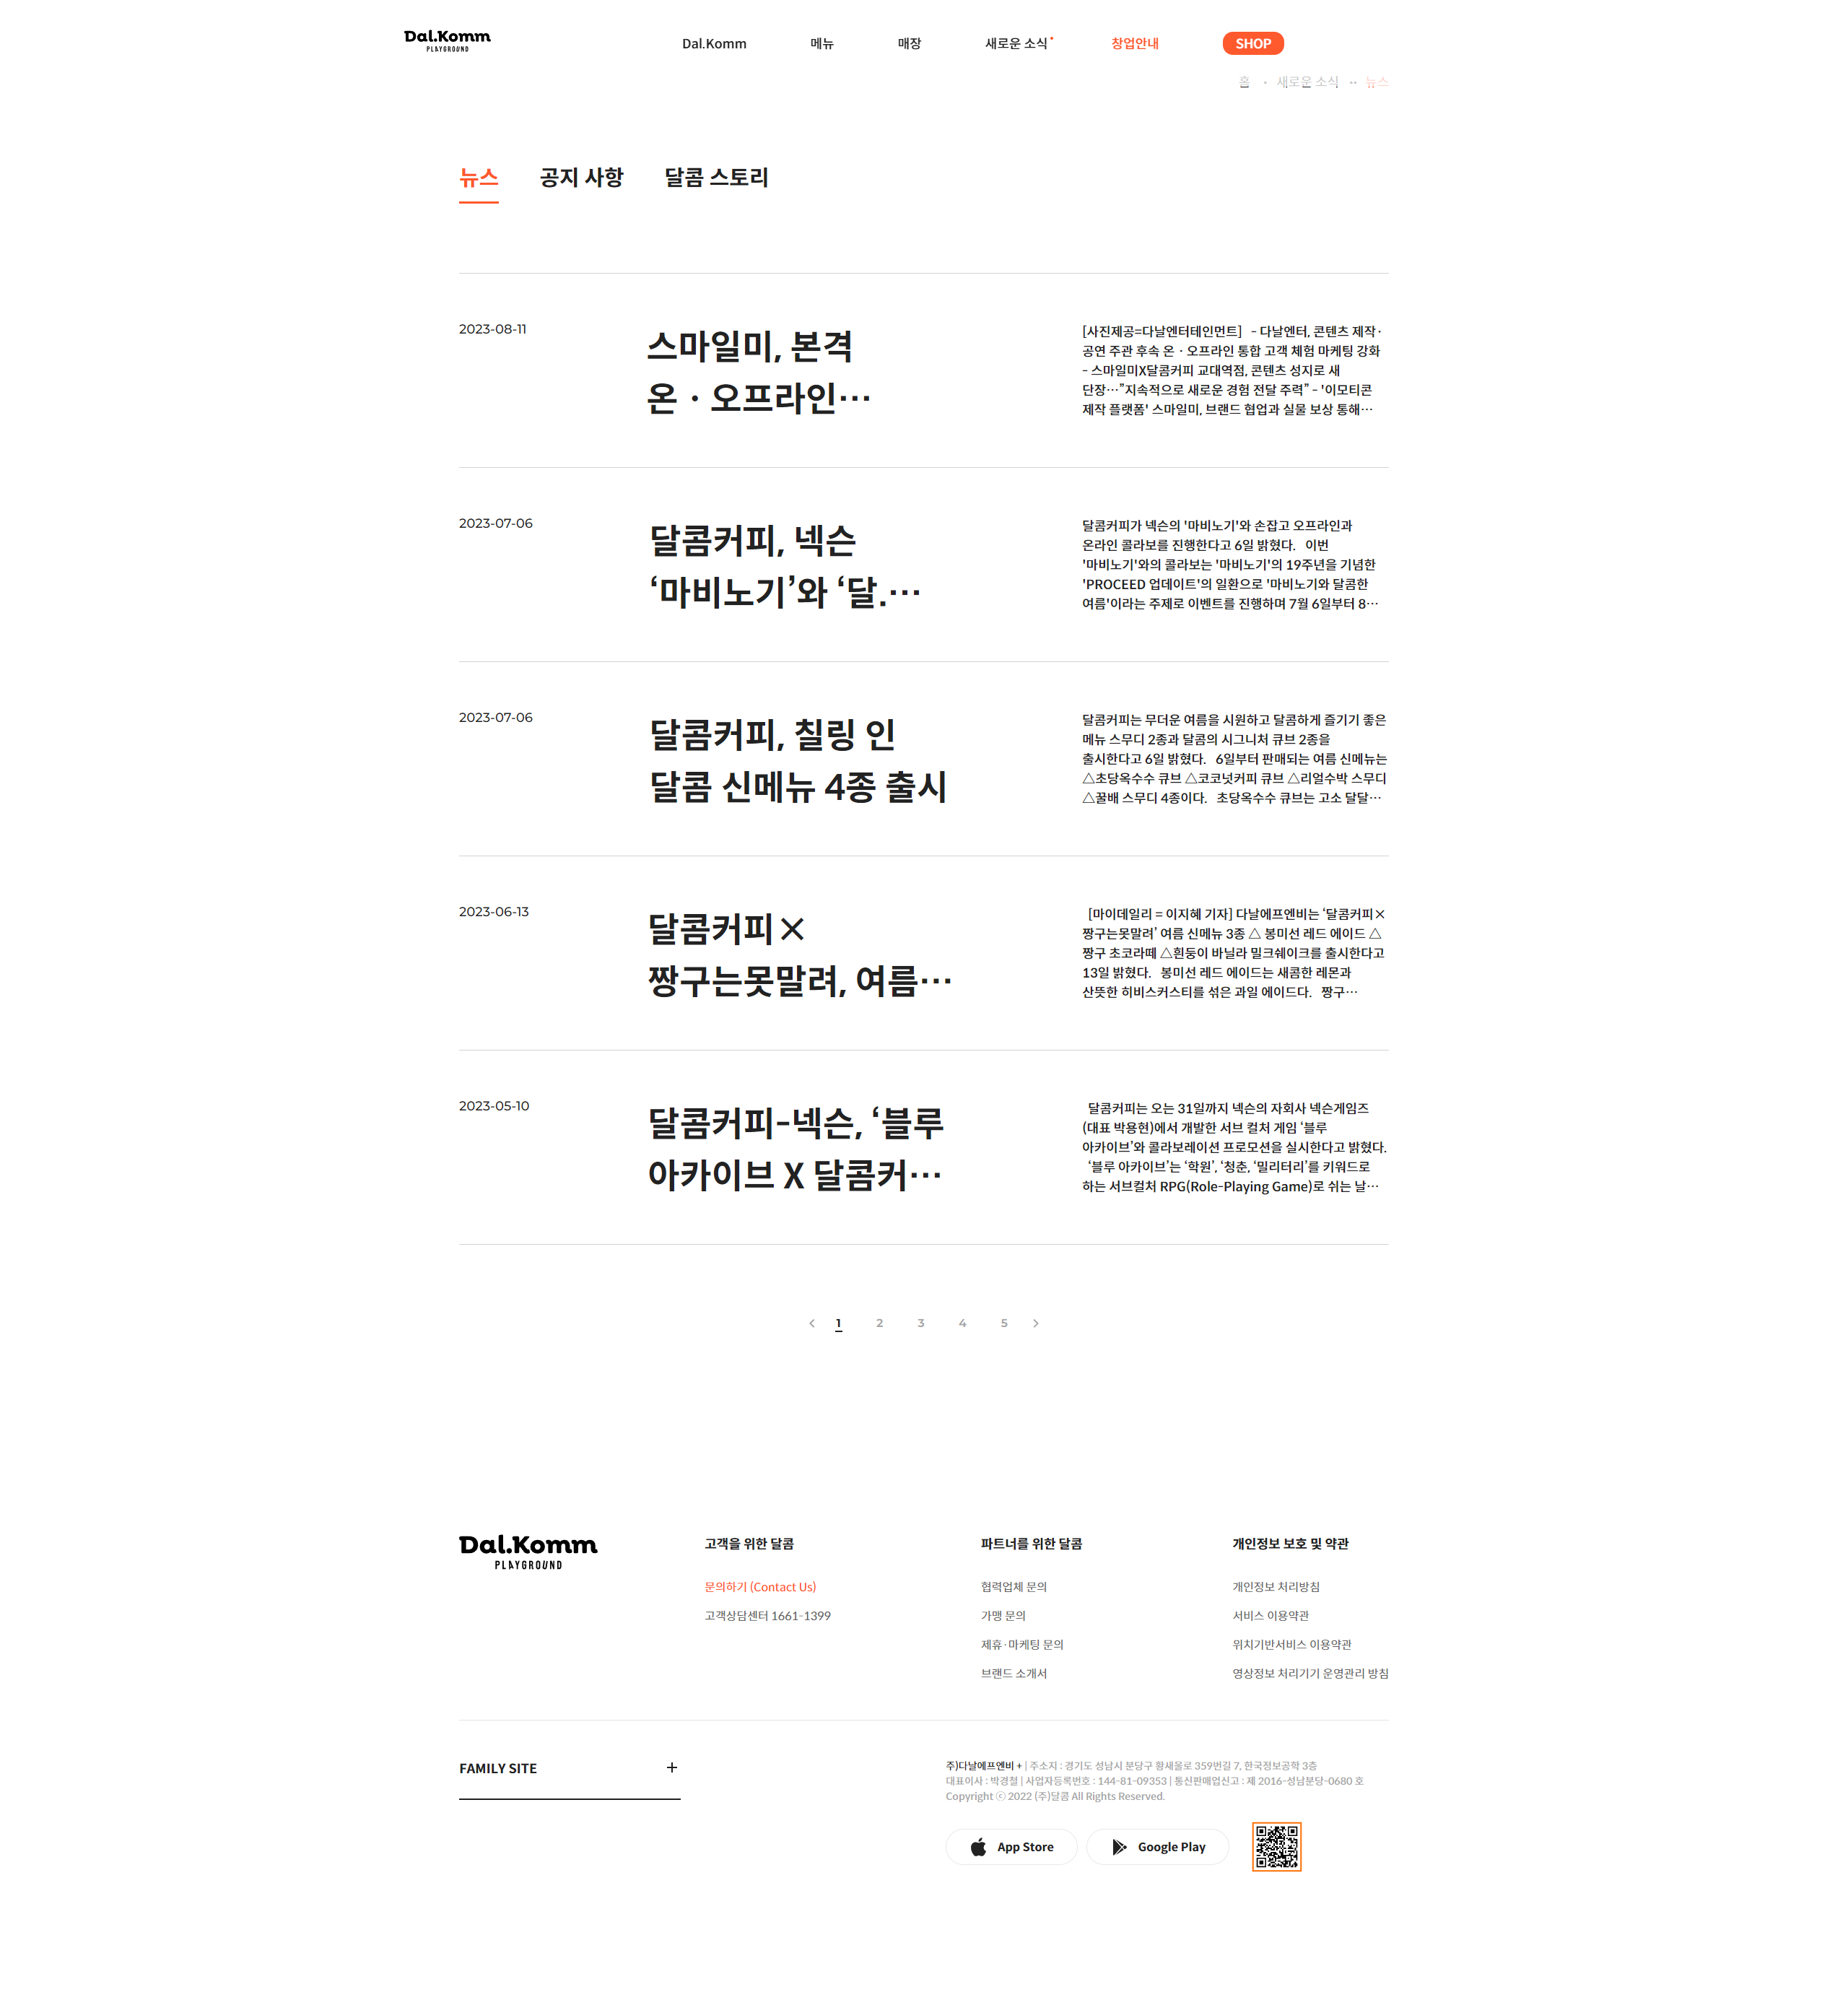 Dal.Komm
PLAYGROUND
Dal.Komm 메뉴 매장 새로운 소식 창업안내 SHOP
홈 새로운 소식 뉴스
뉴스 공지 사항 달콤 스토리
2023-08-11
스마일미, 본격
온‧오프라인…
[사진제공=다날엔터테인먼트] - 다날엔터, 콘텐츠 제작·
공연 주관 후속 온‧오프라인 통합 고객 체험 마케팅 강화
- 스마일미X달콤커피 교대역점, 콘텐츠 성지로 새
단장…”지속적으로 새로운 경험 전달 주력” - '이모티콘
제작 플랫폼' 스마일미, 브랜드 협업과 실물 보상 통해…
2023-07-06
달콤커피, 넥슨
‘마비노기’와 ‘달.…
달콤커피가 넥슨의 '마비노기'와 손잡고 오프라인과
온라인 콜라보를 진행한다고 6일 밝혔다. 이번
'마비노기'와의 콜라보는 '마비노기'의 19주년을 기념한
'PROCEED 업데이트'의 일환으로 '마비노기와 달콤한
여름'이라는 주제로 이벤트를 진행하며 7월 6일부터 8…
2023-07-06
달콤커피, 칠링 인
달콤 신메뉴 4종 출시
달콤커피는 무더운 여름을 시원하고 달콤하게 즐기기 좋은
메뉴 스무디 2종과 달콤의 시그니처 큐브 2종을
출시한다고 6일 밝혔다. 6일부터 판매되는 여름 신메뉴는
△초당옥수수 큐브 △코코넛커피 큐브 △리얼수박 스무디
△꿀배 스무디 4종이다. 초당옥수수 큐브는 고소 달달…
2023-06-13
달콤커피×
짱구는못말려, 여름…
[마이데일리 = 이지혜 기자] 다날에프엔비는 ‘달콤커피×
짱구는못말려’ 여름 신메뉴 3종 △ 봉미선 레드 에이드 △
짱구 초코라떼 △흰둥이 바닐라 밀크쉐이크를 출시한다고
13일 밝혔다. 봉미선 레드 에이드는 새콤한 레몬과
산뜻한 히비스커스티를 섞은 과일 에이드다. 짱구…
2023-05-10
달콤커피-넥슨, ‘블루
아카이브 X 달콤커…
달콤커피는 오는 31일까지 넥슨의 자회사 넥슨게임즈
(대표 박용현)에서 개발한 서브 컬처 게임 ‘블루
아카이브’와 콜라보레이션 프로모션을 실시한다고 밝혔다.
‘블루 아카이브’는 ‘학원’, ‘청춘, ‘밀리터리’를 키워드로
하는 서브컬처 RPG(Role-Playing Game)로 쉬는 날…
1 2 3 4 5
Dal.Komm
PLAYGROUND
고객을 위한 달콤
문의하기 (Contact Us)
고객상담센터 1661-1399
파트너를 위한 달콤
협력업체 문의
가맹 문의
제휴·마케팅 문의
브랜드 소개서
개인정보 보호 및 약관
개인정보 처리방침
서비스 이용약관
위치기반서비스 이용약관
영상정보 처리기기 운영관리 방침
FAMILY SITE +
주)다날에프엔비 + | 주소지 : 경기도 성남시 분당구 황새울로 359번길 7, 한국정보공학 3층
대표이사 : 박경철 | 사업자등록번호 : 144-81-09353 | 통신판매업신고 : 제 2016-성남분당-0680 호
Copyright ⓒ 2022 (주)달콤 All Rights Reserved.
App Store Google Play